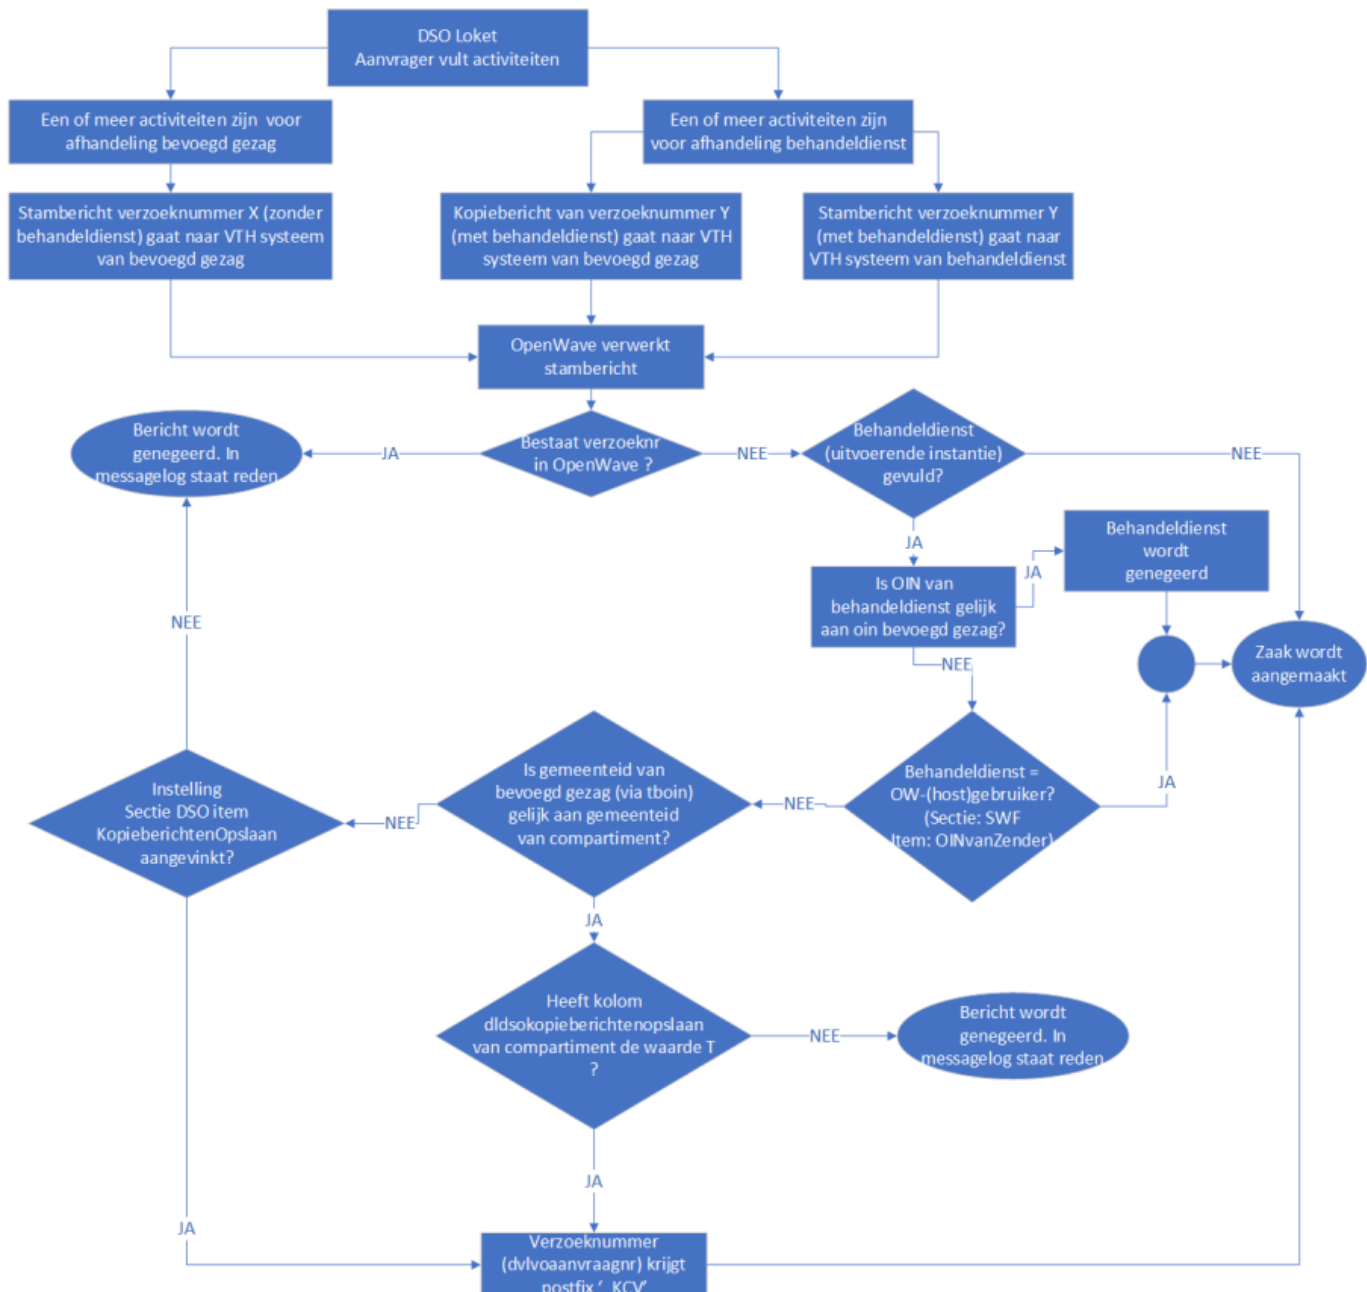 DSO Loket
Aanvrager vult activiteiten
Een of meer activiteiten zijn voor
afhandeling bevoegd gezag
Een of meer activiteiten zijn
voor afhandeling behandeldienst
Stambericht verzoeknummer X (zonder
behandeldienst) gaat naar VTH systeem
van bevoegd gezag
Kopiebericht van verzoeknummer Y
(met behandeldienst) gaat naar VTH
systeem van bevoegd gezag
Stambericht verzoeknummer Y
(met behandeldienst) gaat naar
VTH systeem van behandeldienst
OpenWave verwerkt
stambericht
Bericht wordt
genegeerd. In
messagelog staat reden
JA
Bestaat verzoeknr
in OpenWave ?
NEE
Behandeldienst
(uitvoerende instantie)
gevuld?
NEE
JA
Is OIN van
behandeldienst gelijk
aan oin bevoegd gezag?
JA
Behandeldienst
wordt
genegeerd
NEE
NEE
Zaak wordt
aangemaakt
Instelling
Sectie DSO item
KopieberichtenOpslaan
aangevinkt?
NEE
Is gemeenteid van
bevoegd gezag (via tboin)
gelijk aan gemeenteid
van compartiment?
NEE
Behandeldienst =
OW-(host)gebruiker?
(Sectie: SWF
Item: OINvanZender)
JA
JA
Heeft kolom
dldsokopieberichtenopslaan
van compartiment de waarde T
?
NEE
Bericht wordt
genegeerd. In
messagelog staat reden
JA
JA
Verzoeknummer
(dvlvoaanvraagnr) krijgt
postfix ‘_KCV’